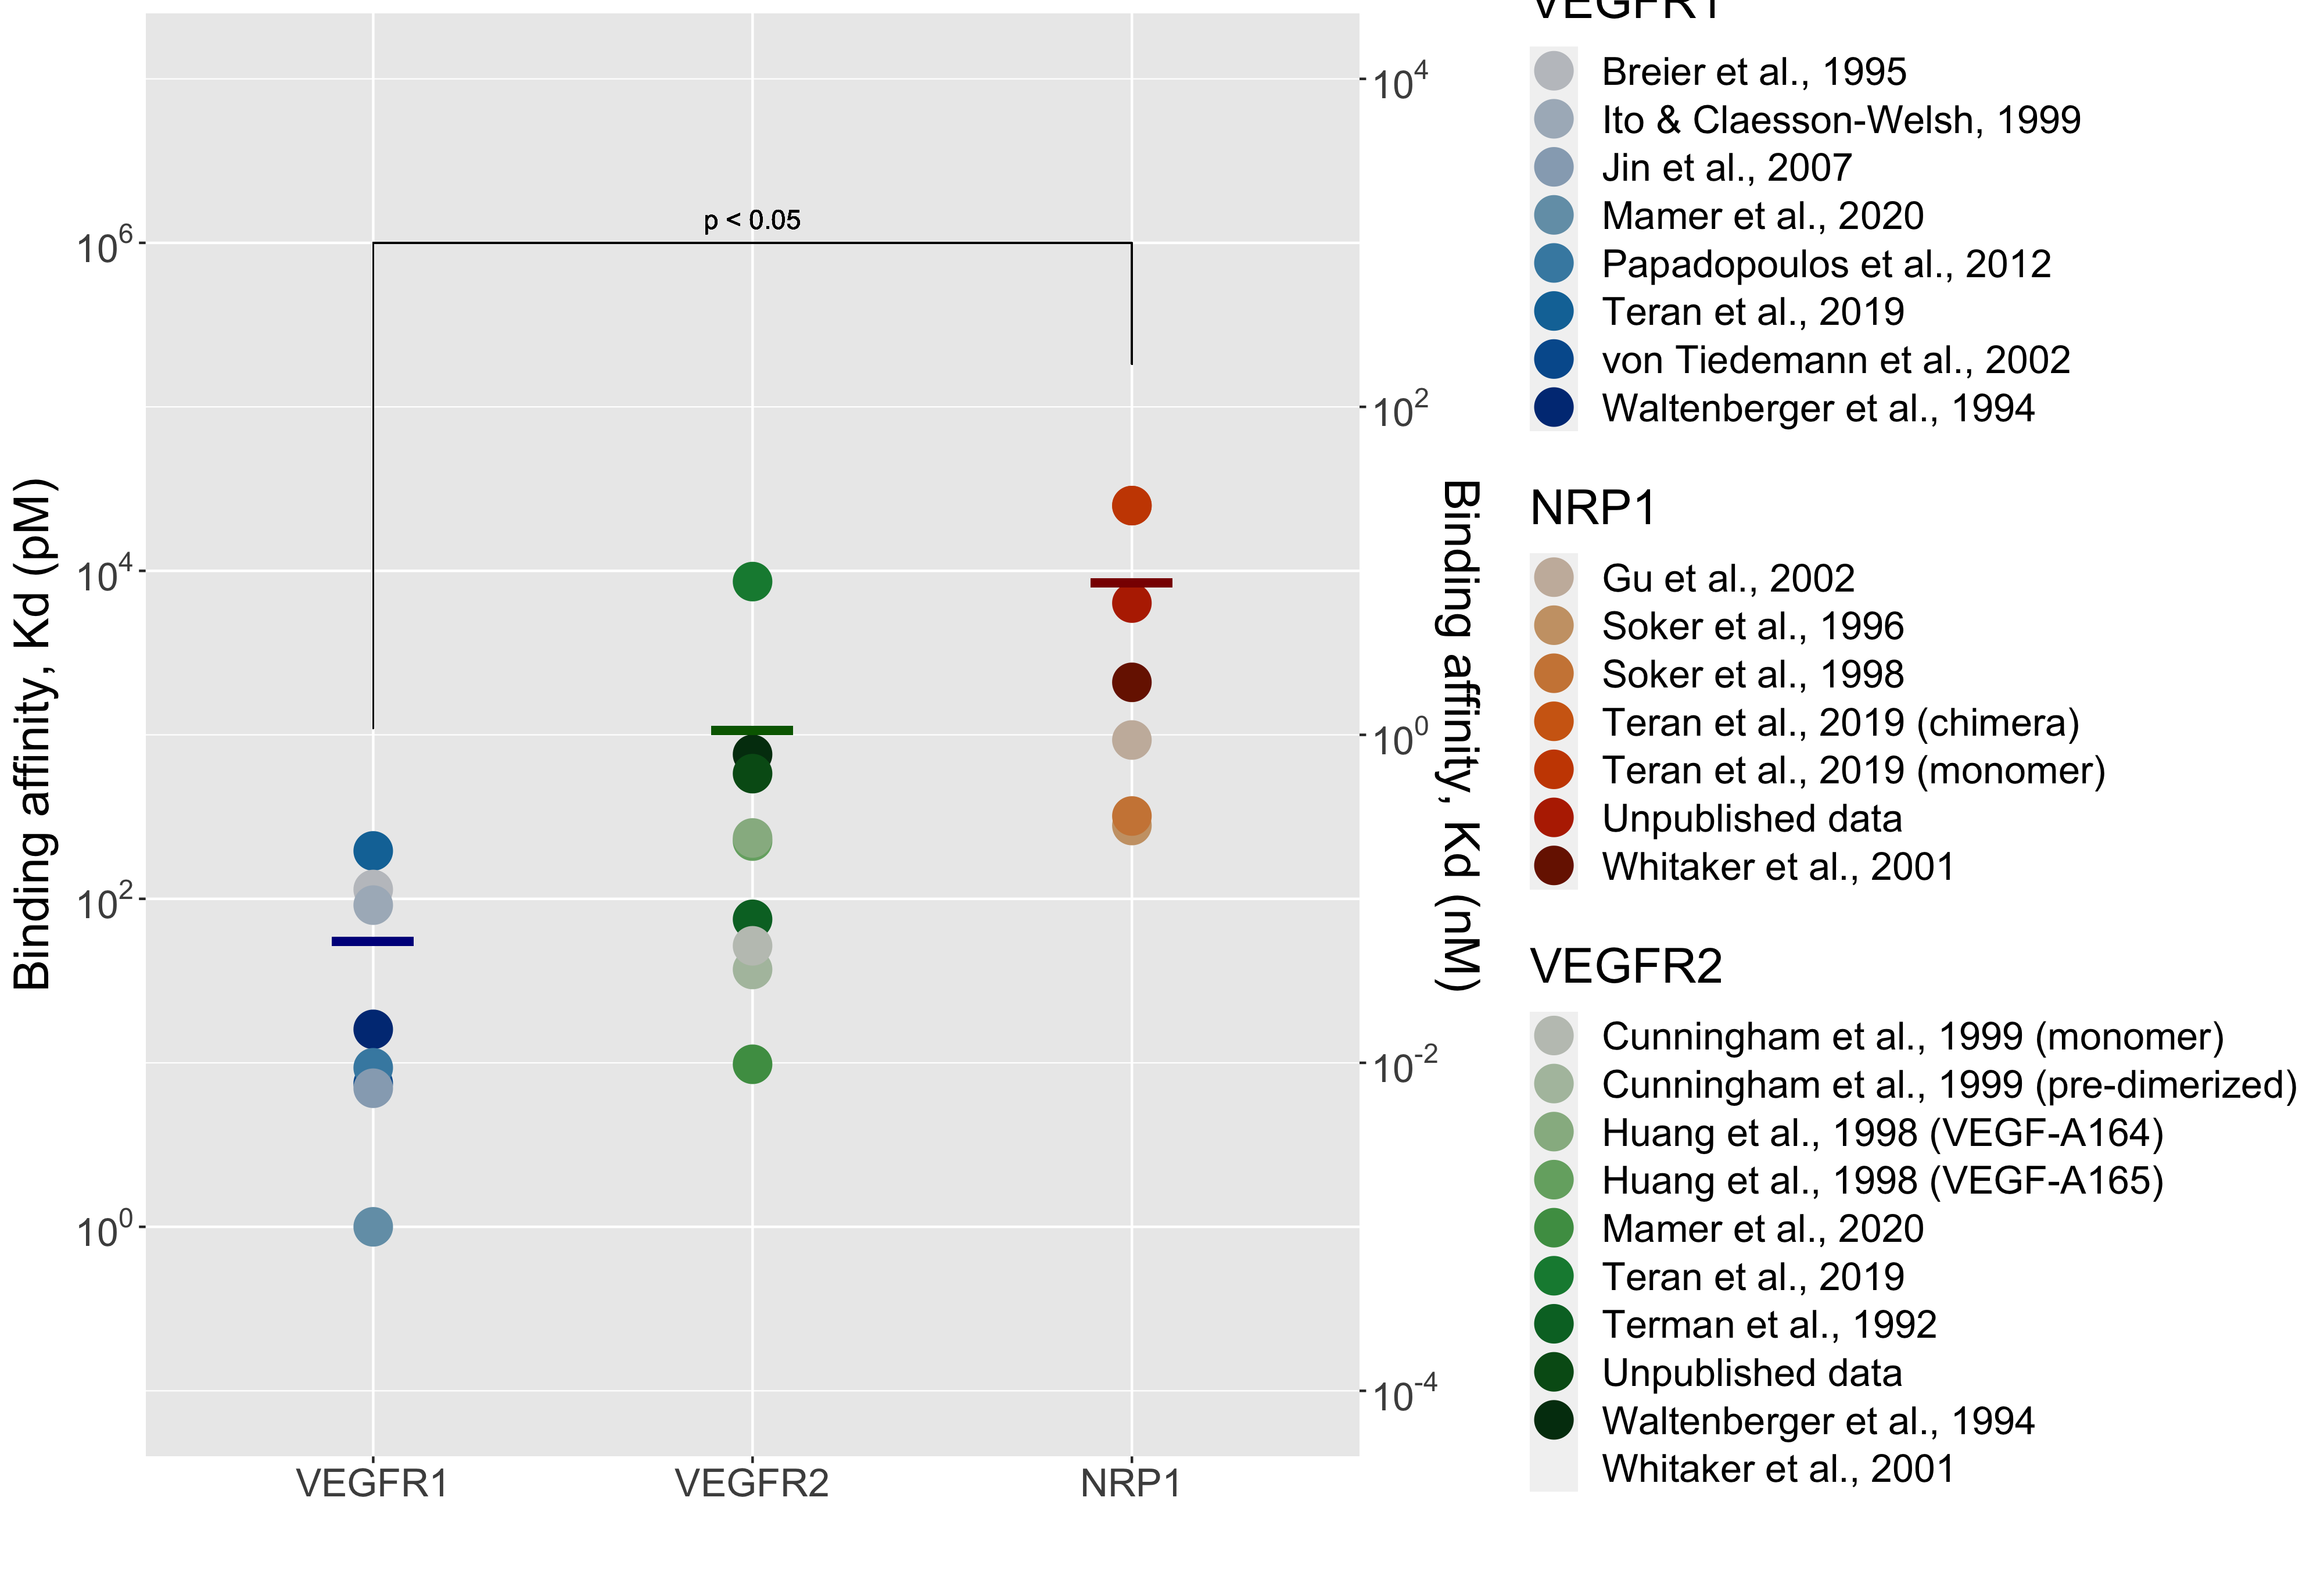 VEGFR1
Breier et al., 1995
Ito & Claesson-Welsh, 1999
Jin et al., 2007
Mamer et al., 2020
Papadopoulos et al., 2012
Teran et al., 2019
von Tiedemann et al., 2002
Waltenberger et al., 1994
NRP1
Gu et al., 2002
Soker et al., 1996
Soker et al., 1998
Teran et al., 2019 (chimera)
Teran et al., 2019 (monomer)
Unpublished data
Whitaker et al., 2001
VEGFR2
Cunningham et al., 1999 (monomer)
Cunningham et al., 1999 (pre-dimerized)
Huang et al., 1998 (VEGF-A164)
Huang et al., 1998 (VEGF-A165)
Mamer et al., 2020
Teran et al., 2019
Terman et al., 1992
Unpublished data
Waltenberger et al., 1994
Whitaker et al., 2001
Binding affinity, Kd (pM)
10^6
10^4
10^2
10^0
p < 0.05
10^4
10^2
10^0
10^-2
10^-4
Binding affinity, Kd (nM)
VEGFR1
VEGFR2
NRP1